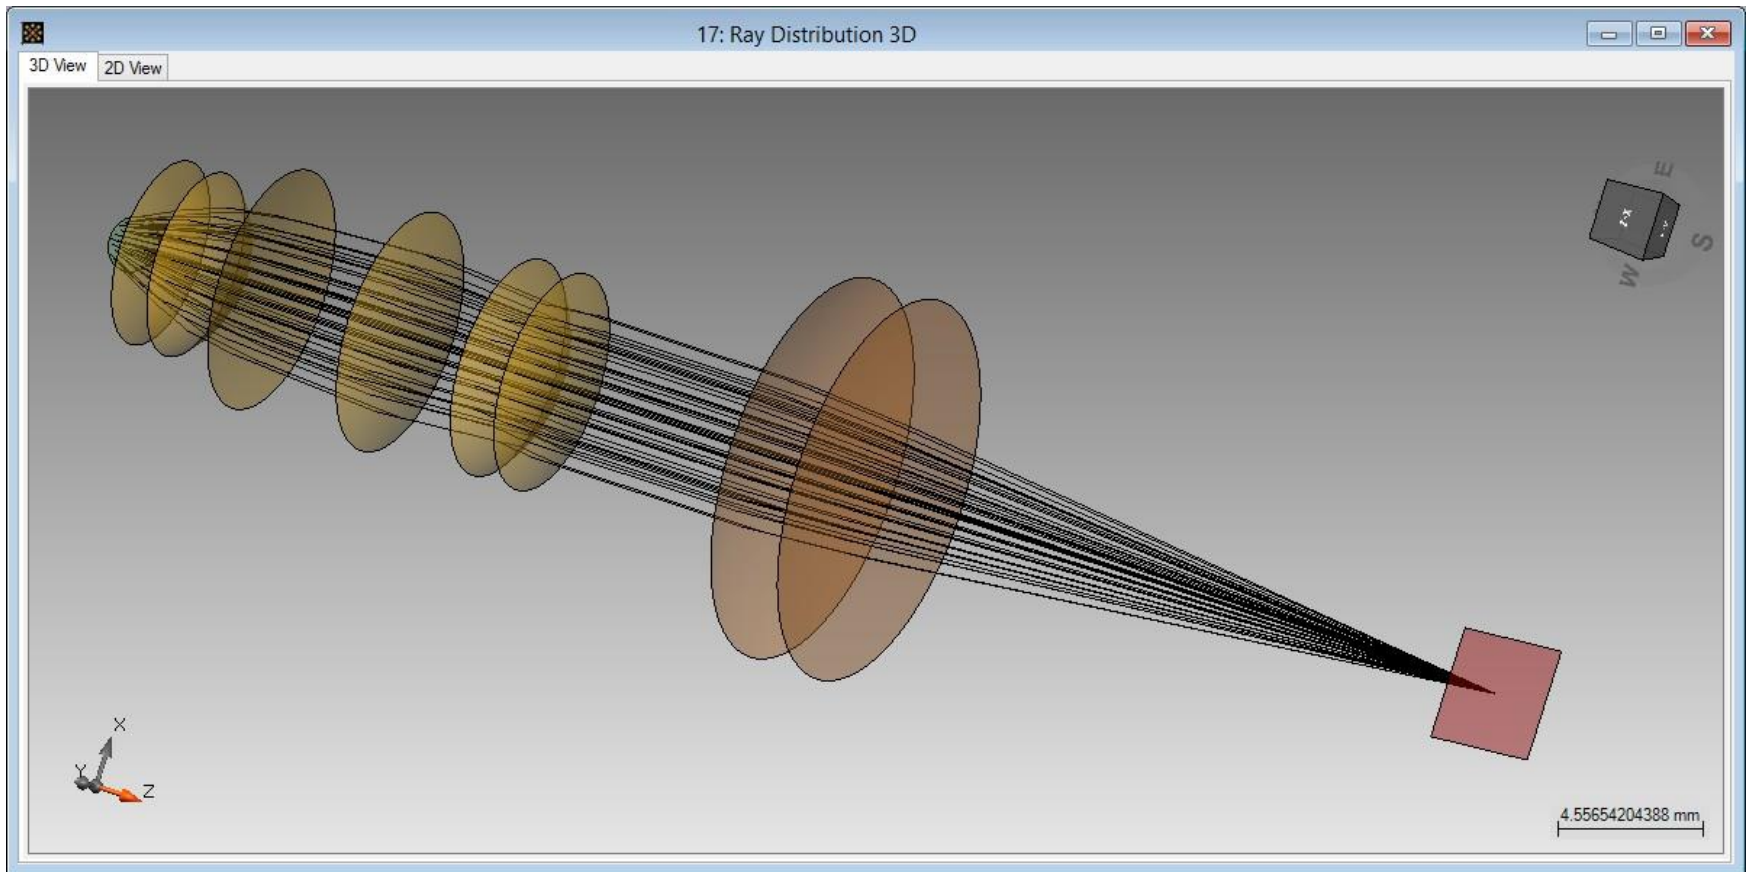 17: Ray Distribution 3D
3D View
2D View
E
S
W
X
Y
Z
4.55654204388 mm